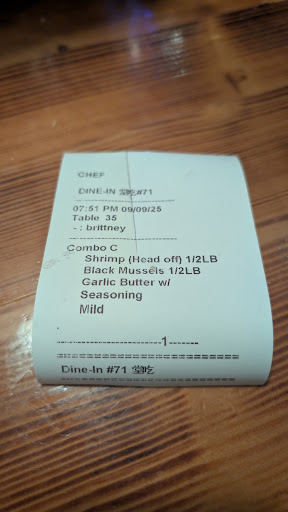 CHEF
DINE-IN 堂吃#71
07:51 PM 09/09/25
Table 35
- : brittney
Combo C
Shrimp (Head off) 1/2LB
Black Mussels 1/2LB
Garlic Butter w/
Seasoning
Mild
-----------------------1-------
Dine-In #71 堂吃